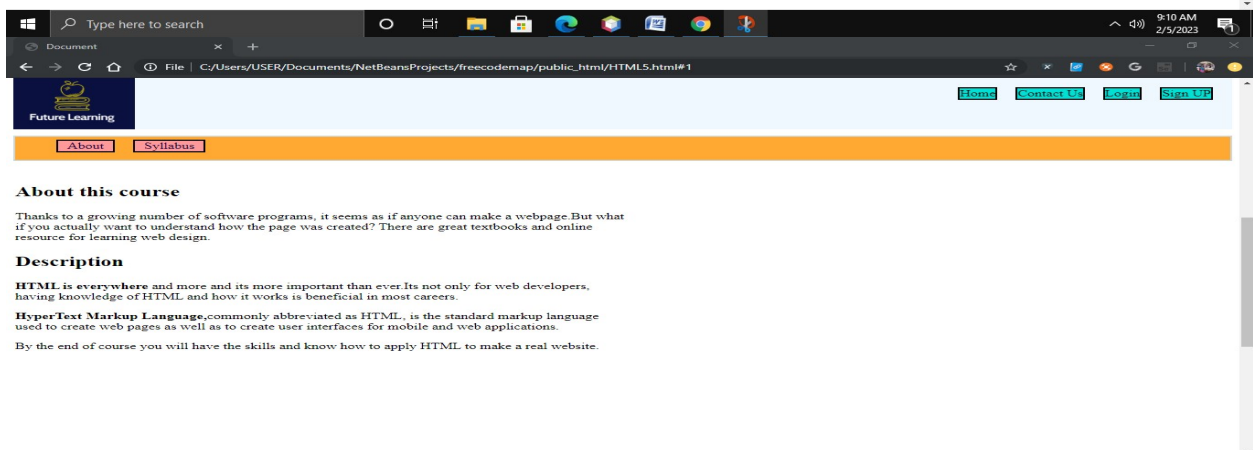 Type here to search
9:10 AM
2/5/2023
1
Document
File | C:/Users/USER/Documents/NetBeansProjects/freecodemap/public_html/HTML5.html#1
Future Learning
Home Contact Us Login Sign UP
About Syllabus
About this course
Thanks to a growing number of software programs, it seems as if anyone can make a webpage.But what
if you actually want to understand how the page was created? There are great textbooks and online
resource for learning web design.
Description
HTML is everywhere and more and its more important than ever.Its not only for web developers,
having knowledge of HTML and how it works is beneficial in most careers.
HyperText Markup Language,commonly abbreviated as HTML, is the standard markup language
used to create web pages as well as to create user interfaces for mobile and web applications.
By the end of course you will have the skills and know how to apply HTML to make a real website.